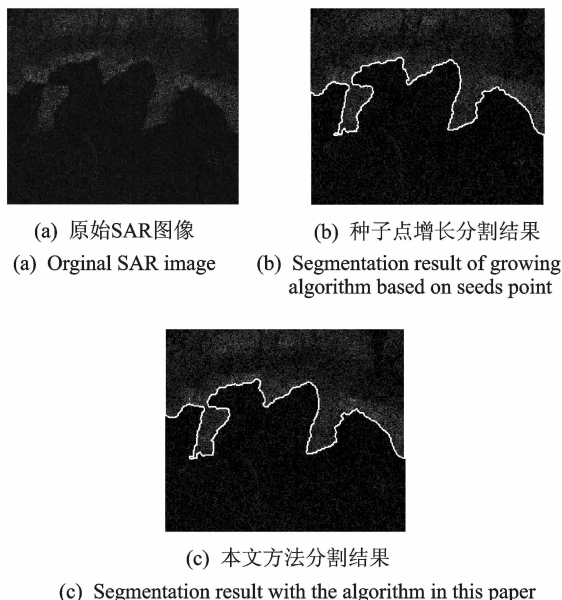 (a) 原始SAR图像
(a) Orginal SAR image
(b) 种子点增长分割结果
(b) Segmentation result of growing
algorithm based on seeds point
(c) 本文方法分割结果
(c) Segmentation result with the algorithm in this paper